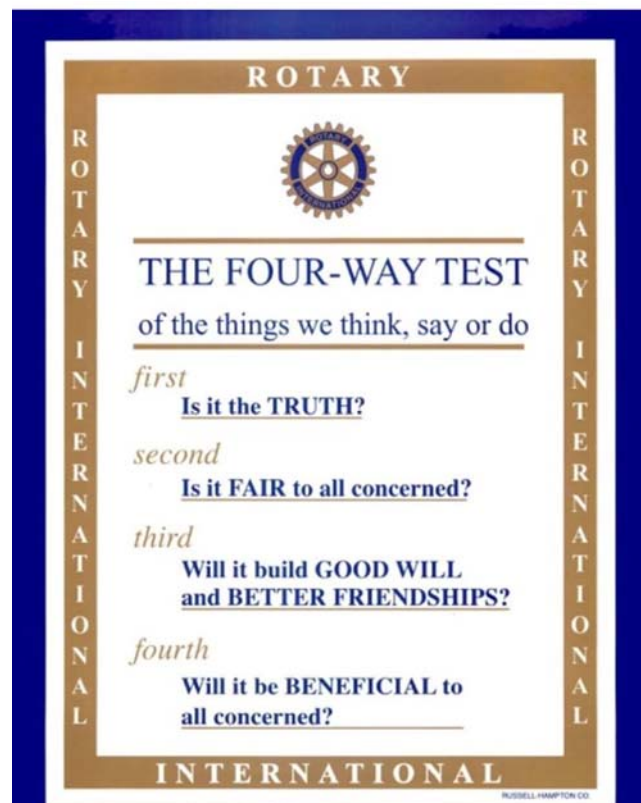 ROTARY
ROTARY INTERNATIONAL
ROTARY INTERNATIONAL
ROTARY
INTERNATIONAL
THE FOUR-WAY TEST
of the things we think, say or do
first
Is it the TRUTH?
second
Is it FAIR to all concerned?
third
Will it build GOOD WILL
and BETTER FRIENDSHIPS?
fourth
Will it be BENEFICIAL to
all concerned?
INTERNATIONAL
RUSSELL-HAMPTON CO.